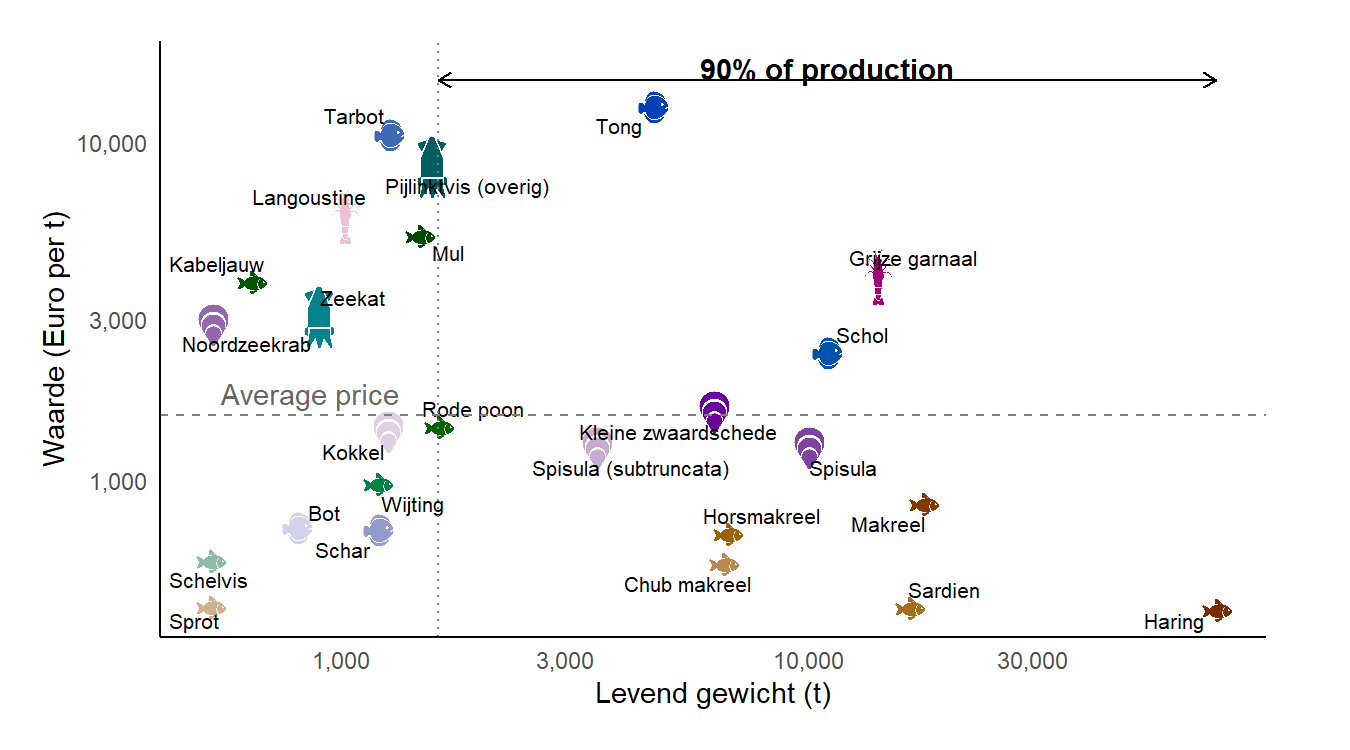 90% of production
Tarbot
Tong
10,000
Pijlinktvis (overig)
Langoustine
Mul
Grijze garnaal
Kabeljauw
Zeekat
3,000
Schol
Noordzeekrab
Average price
Rode poon
Kleine zwaardschede
Kokkel
Spisula (subtruncata)
Spisula
1,000
Wijting
Bot
Horsmakreel
Makreel
Schar
Schelvis
Chub makreel
Sardien
Sprot
Haring
1,000
3,000
10,000
30,000
Levend gewicht (t)
Waarde (Euro per t)